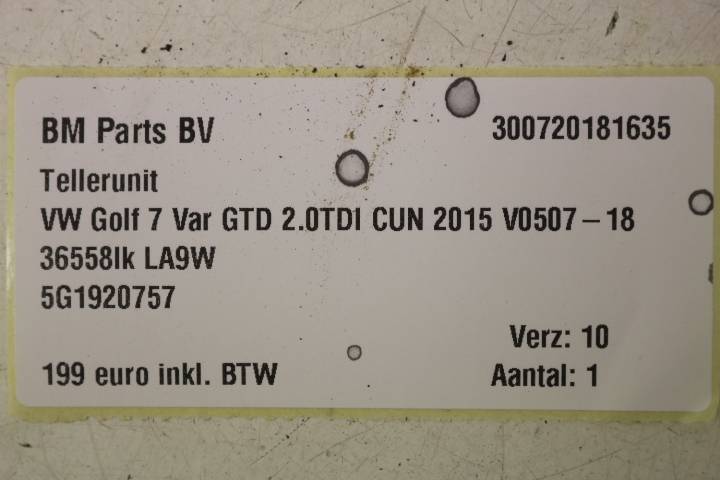 BM Parts BV 300720181635
Tellerunit
VW Golf 7 Var GTD 2.0TDI CUN 2015 V0507-18
36558lk LA9W
5G1920757
Verz: 10
199 euro inkl. BTW Aantal: 1